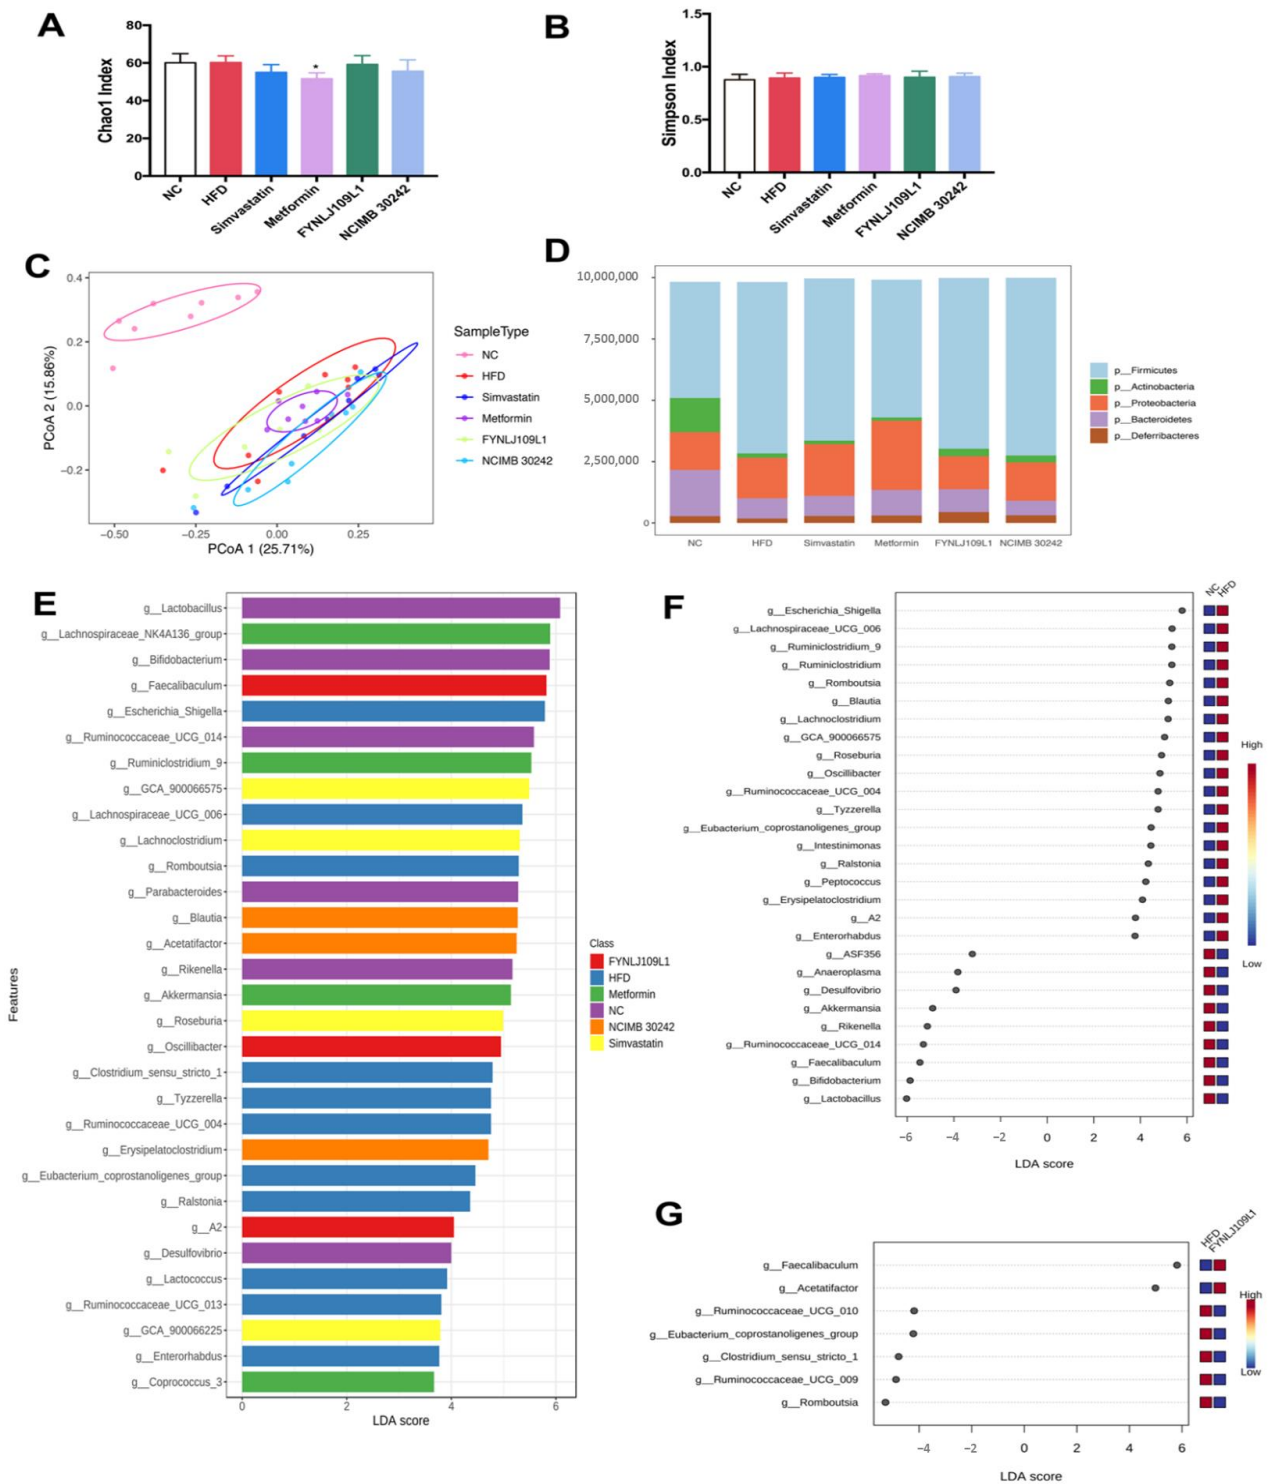 A
80
60
40
20
0
Chao1 Index
*
NC
HFD
Simvastatin
Metformin
FYNLJ109L1
NCIMB 30242
B
1.5
1.0
0.5
0.0
Simpson Index
NC
HFD
Simvastatin
Metformin
FYNLJ109L1
NCIMB 30242
C
0.4
0.2
0.0
−0.2
PCoA 2 (15.86%)
−0.50
−0.25
0.00
0.25
PCoA 1 (25.71%)
SampleType
NC
HFD
Simvastatin
Metformin
FYNLJ109L1
NCIMB 30242
D
10,000,000
7,500,000
5,000,000
2,500,000
0
NC
HFD
Simvastatin
Metformin
FYNLJ109L1
NCIMB 30242
p__Firmicutes
p__Actinobacteria
p__Proteobacteria
p__Bacteroidetes
p__Deferribacteres
E
Features
g__Lactobacillus
g__Lachnospiraceae_NK4A136_group
g__Bifidobacterium
g__Faecalibaculum
g__Escherichia_Shigella
g__Ruminococcaceae_UCG_014
g__Ruminiclostridium_9
g__GCA_900066575
g__Lachnospiraceae_UCG_006
g__Lachnoclostridium
g__Romboutsia
g__Parabacteroides
g__Blautia
g__Acetatifactor
g__Rikenella
g__Akkermansia
g__Roseburia
g__Oscillibacter
g__Clostridium_sensu_stricto_1
g__Tyzzerella
g__Ruminococcaceae_UCG_004
g__Erysipelatoclostridium
g__Eubacterium_coprostanoligenes_group
g__Ralstonia
g__A2
g__Desulfovibrio
g__Lactococcus
g__Ruminococcaceae_UCG_013
g__GCA_900066225
g__Enterorhabdus
g__Coprococcus_3
0
2
4
6
LDA score
Class
FYNLJ109L1
HFD
Metformin
NC
NCIMB 30242
Simvastatin
F
NC
HFD
g__Escherichia_Shigella
g__Lachnospiraceae_UCG_006
g__Ruminiclostridium_9
g__Ruminiclostridium
g__Romboutsia
g__Blautia
g__Lachnoclostridium
g__GCA_900066575
g__Roseburia
g__Oscillibacter
g__Ruminococcaceae_UCG_004
g__Tyzzerella
g__Eubacterium_coprostanoligenes_group
g__Intestinimonas
g__Ralstonia
g__Peptococcus
g__Erysipelatoclostridium
g__A2
g__Enterorhabdus
g__ASF356
g__Anaeroplasma
g__Desulfovibrio
g__Akkermansia
g__Rikenella
g__Ruminococcaceae_UCG_014
g__Faecalibaculum
g__Bifidobacterium
g__Lactobacillus
−6
−4
−2
0
2
4
6
LDA score
High
Low
G
HFD
FYNLJ109L1
g__Faecalibaculum
g__Acetatifactor
g__Ruminococcaceae_UCG_010
g__Eubacterium_coprostanoligenes_group
g__Clostridium_sensu_stricto_1
g__Ruminococcaceae_UCG_009
g__Romboutsia
−4
−2
0
2
4
6
LDA score
High
Low